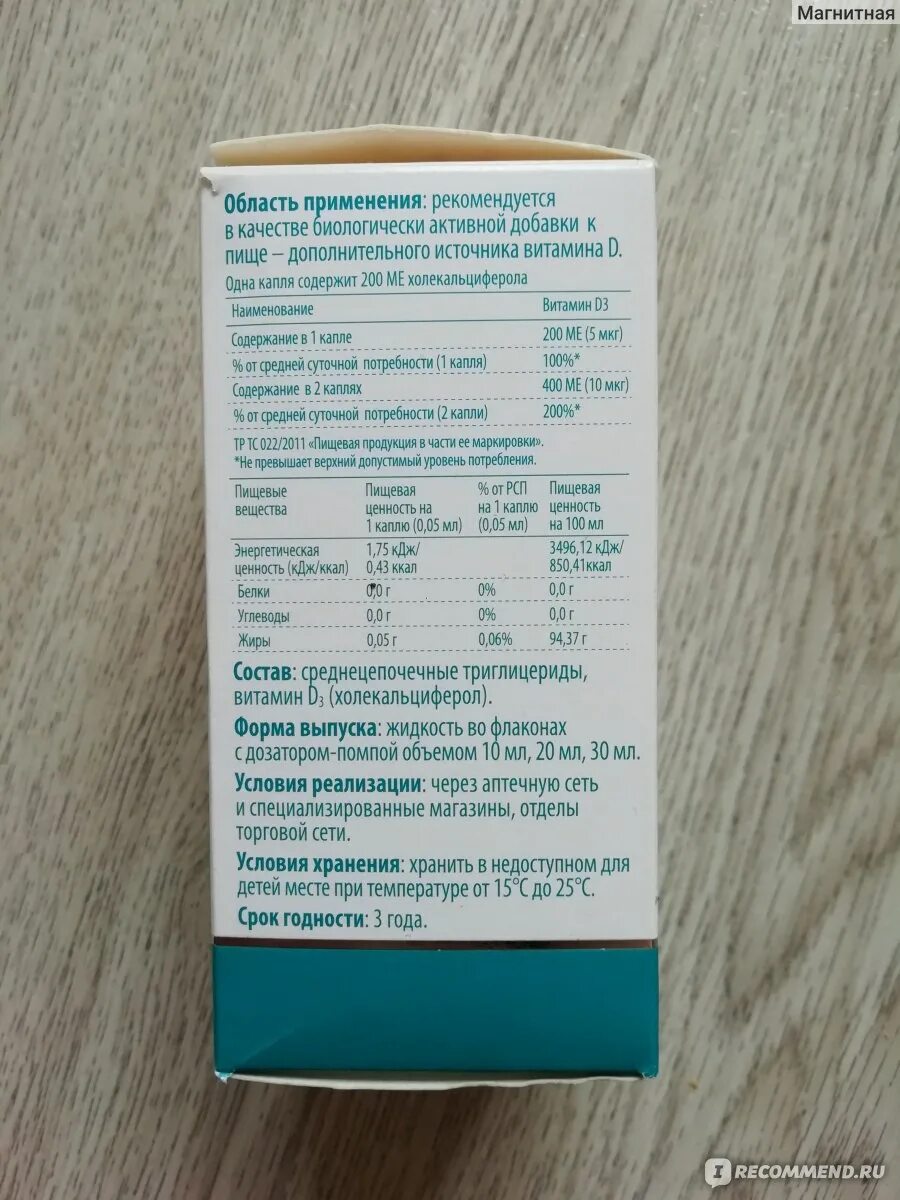 Магнитная
Область применения: рекомендуется
в качестве биологически активной добавки к
пище – дополнительного источника витамина D.
Одна капля содержит 200 МЕ холекальциферола
Наименование Витамин D3
Содержание в 1 капле 200 МЕ (5 мкг)
% от средней суточной потребности (1 капля) 100%*
Содержание в 2 каплях 400 МЕ (10 мкг)
% от средней суточной потребности (2 капли) 200%*
ТР ТС 022/2011 «Пищевая продукция в части ее маркировки».
*Не превышает верхний допустимый уровень потребления.
Пищевые Пищевая % от РСП Пищевая
вещества ценность на на 1 каплю ценность
1 каплю (0,05 мл) (0,05 мл) на 100 мл
Энергетическая 1,75 кДж/ 3496,12 кДж/
ценность (кДж/ккал) 0,43 ккал 850,41ккал
Белки 0,0 г 0% 0,0 г
Углеводы 0,0 г 0% 0,0 г
Жиры 0,05 г 0,06% 94,37 г
Состав: среднецепочечные триглицериды,
витамин D₃ (холекальциферол).
Форма выпуска: жидкость во флаконах
с дозатором-помпой объемом 10 мл, 20 мл, 30 мл.
Условия реализации: через аптечную сеть
и специализированные магазины, отделы
торговой сети.
Условия хранения: хранить в недоступном для
детей месте при температуре от 15°С до 25°С.
Срок годности: 3 года.
IRECOMMEND.RU